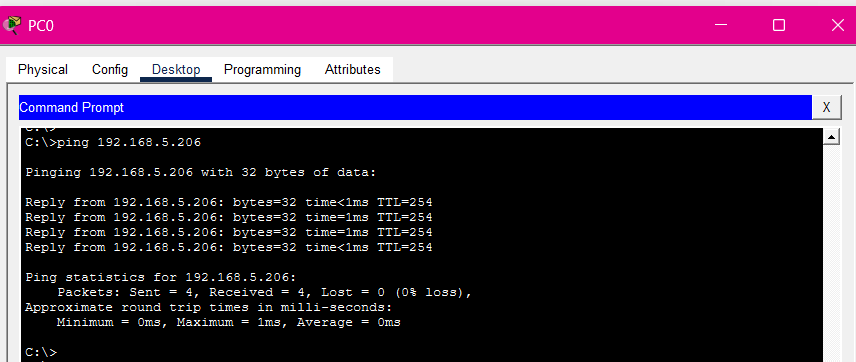 PC0
Physical Config Desktop Programming Attributes
Command Prompt X
C:\>
C:\>ping 192.168.5.206
Pinging 192.168.5.206 with 32 bytes of data:
Reply from 192.168.5.206: bytes=32 time<1ms TTL=254
Reply from 192.168.5.206: bytes=32 time=1ms TTL=254
Reply from 192.168.5.206: bytes=32 time=1ms TTL=254
Reply from 192.168.5.206: bytes=32 time<1ms TTL=254
Ping statistics for 192.168.5.206:
    Packets: Sent = 4, Received = 4, Lost = 0 (0% loss),
Approximate round trip times in milli-seconds:
    Minimum = 0ms, Maximum = 1ms, Average = 0ms
C:\>